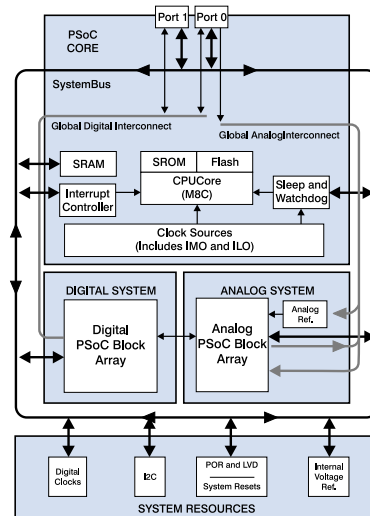 Port 1 Port 0
PSoC
CORE
SystemBus
Global Digital Interconnect
Global AnalogInterconnect
SRAM
SROM Flash
CPUCore
(M8C)
Interrupt
Controller
Sleep and
Watchdog
Clock Sources
(Includes IMO and ILO)
DIGITAL SYSTEM
ANALOG SYSTEM
Digital
PSoC Block
Array
Analog
PSoC Block
Array
Analog
Ref.
Digital
Clocks
I2C
POR and LVD
System Resets
Internal
Voltage
Ref.
SYSTEM RESOURCES